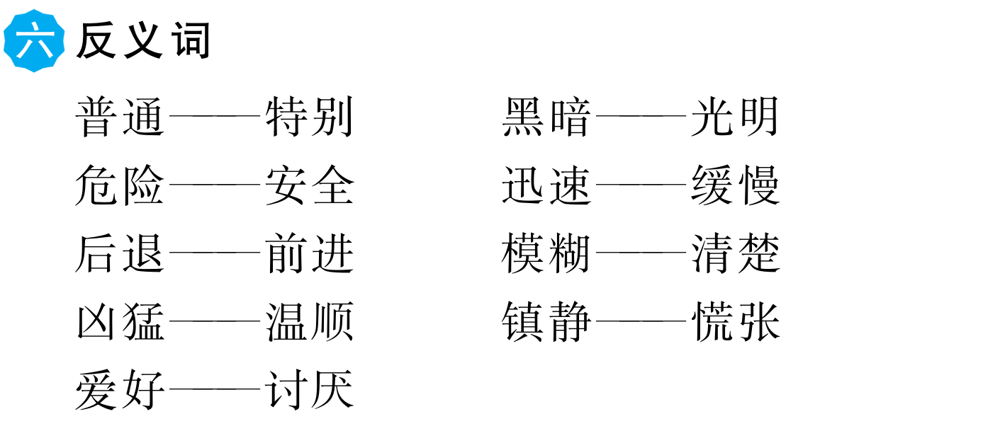 六 反义词
普通——特别 黑暗——光明
危险——安全 迅速——缓慢
后退——前进 模糊——清楚
凶猛——温顺 镇静——慌张
爱好——讨厌